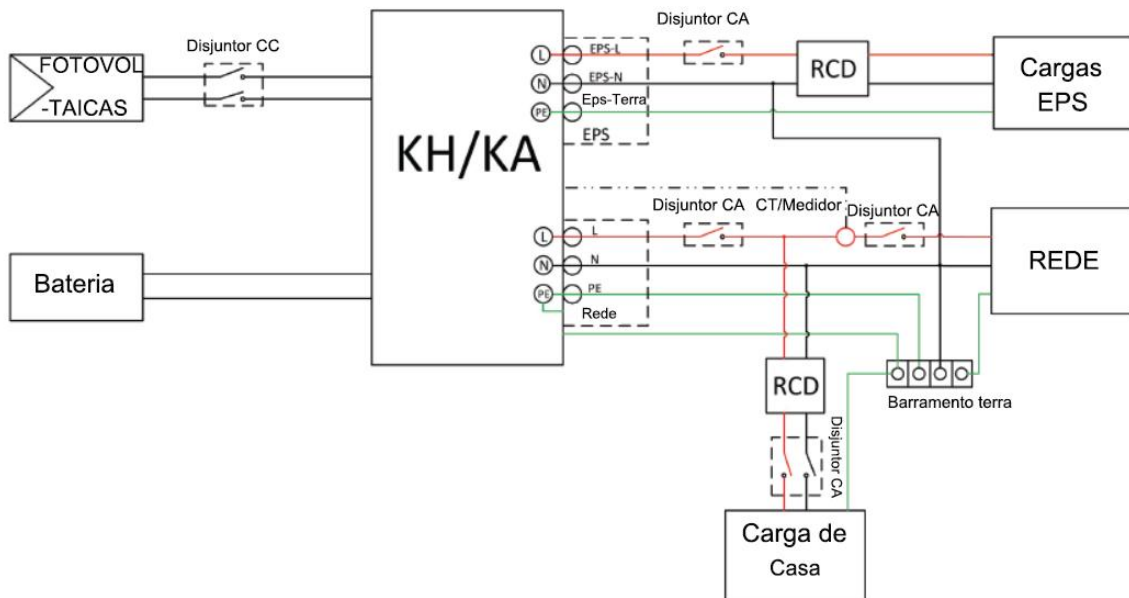 Disjuntor CA
Disjuntor CC
FOTOVOL
-TAICAS
L
EPS-L
N
EPS-N
RCD
Cargas
EPS
PE
Eps-Terra
EPS
KH/KA
Disjuntor CA
CT/Medidor
Disjuntor CA
L
L
N
N
REDE
Bateria
PE
PE
Rede
RCD
Barramento terra
Disjuntor CA
Carga de
Casa